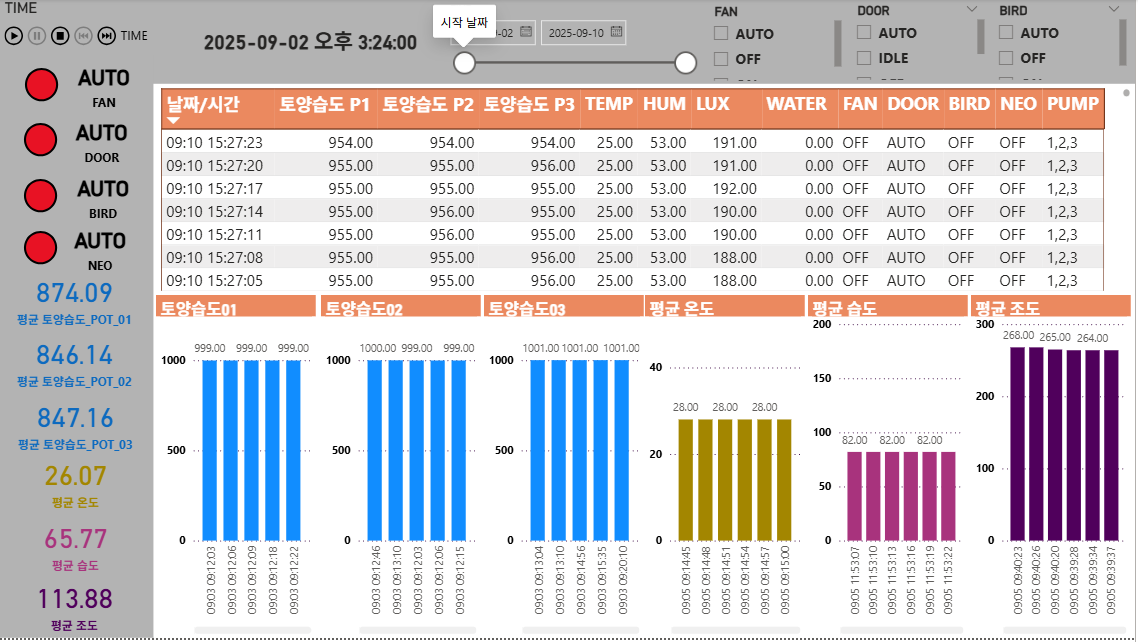 TIME
TIME
2025-09-02 오후 3:24:00
시작 날짜
-02
2025-09-10
FAN
AUTO
OFF
DOOR
AUTO
IDLE
BIRD
AUTO
OFF
AUTO
FAN
AUTO
DOOR
AUTO
BIRD
AUTO
NEO
874.09
평균 토양습도_POT_01
846.14
평균 토양습도_POT_02
847.16
평균 토양습도_POT_03
26.07
평균 온도
65.77
평균 습도
113.88
평균 조도
날짜/시간 토양습도 P1 토양습도 P2 토양습도 P3 TEMP HUM LUX WATER FAN DOOR BIRD NEO PUMP
09:10 15:27:23 954.00 954.00 954.00 25.00 53.00 191.00 0.00 OFF AUTO OFF OFF 1,2,3
09:10 15:27:20 955.00 955.00 956.00 25.00 53.00 191.00 0.00 OFF AUTO OFF OFF 1,2,3
09:10 15:27:17 955.00 955.00 955.00 25.00 53.00 192.00 0.00 OFF AUTO OFF OFF 1,2,3
09:10 15:27:14 955.00 956.00 955.00 25.00 53.00 190.00 0.00 OFF AUTO OFF OFF 1,2,3
09:10 15:27:11 955.00 956.00 955.00 25.00 53.00 190.00 0.00 OFF AUTO OFF OFF 1,2,3
09:10 15:27:08 955.00 955.00 956.00 25.00 53.00 188.00 0.00 OFF AUTO OFF OFF 1,2,3
09:10 15:27:05 955.00 955.00 956.00 25.00 53.00 188.00 0.00 OFF AUTO OFF OFF 1,2,3
토양습도01
999.00 999.00 999.00
1000
500
0
0903 09:12:03
0903 09:12:06
0903 09:12:09
0903 09:12:18
0903 09:12:22
토양습도02
1000.00 999.00 999.00
1000
500
0
0903 09:12:46
0903 09:13:10
0903 09:12:03
0903 09:12:06
0903 09:12:15
토양습도03
1001.00 1001.00 1001.00
1000
500
0
0903 09:13:04
0903 09:13:10
0903 09:14:56
0903 09:15:35
0903 09:20:10
평균 온도
40
28.00 28.00 28.00
20
0
0905 09:14:45
0905 09:14:48
0905 09:14:51
0905 09:14:54
0905 09:14:57
0905 09:15:00
평균 습도
200
150
100
82.00 82.00 82.00
50
0
0905 11:53:07
0905 11:53:10
0905 11:53:13
0905 11:53:16
0905 11:53:19
0905 11:53:22
평균 조도
300
268.00 265.00 264.00
200
100
0
0905 09:40:23
0905 09:40:26
0905 09:40:20
0905 09:39:28
0905 09:39:34
0905 09:39:37